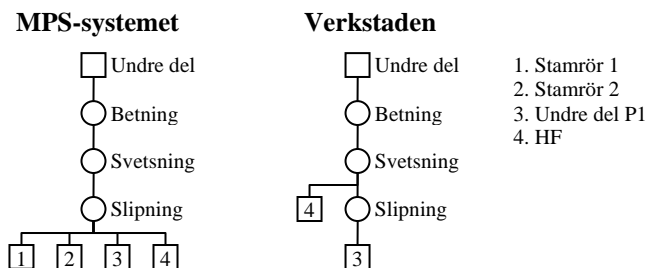 MPS-systemet
Verkstaden
Undre del
Betning
Svetsning
Slipning
1 2 3 4
Undre del
Betning
Svetsning
4
Slipning
3
1. Stamrör 1
2. Stamrör 2
3. Undre del P1
4. HF